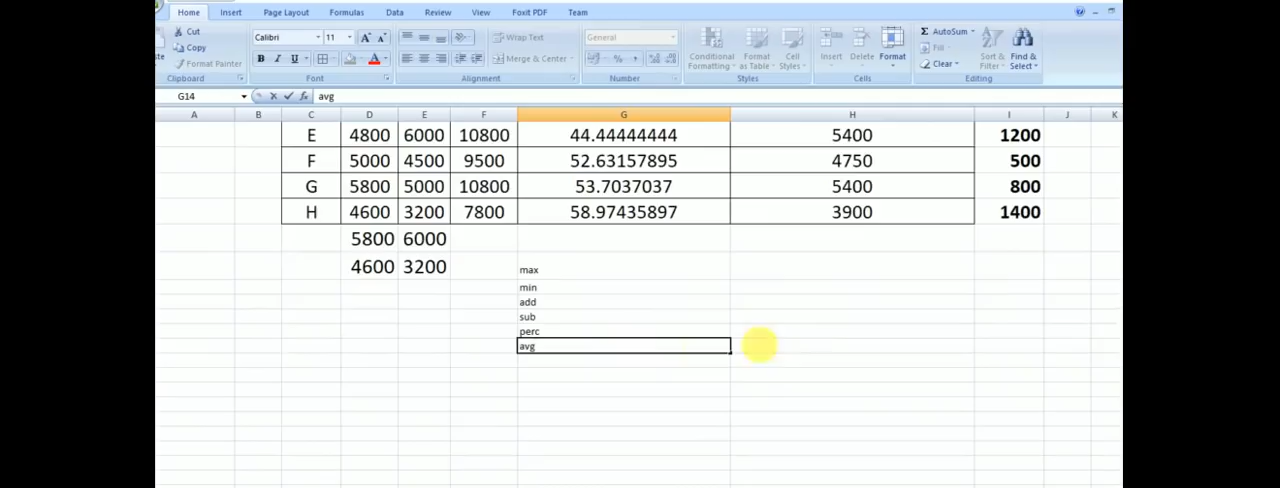 Home Insert Page Layout Formulas Data Review View Foxit PDF Team
Cut
Copy
Format Painter
Clipboard
Calibri 11
B I U
Font
Wrap Text
Merge & Center
Alignment
General
Number
Conditional Formatting
Format as Table
Cell Styles
Styles
Insert Delete Format
Cells
Σ AutoSum
Fill
Clear
Sort & Filter
Find & Select
Editing
G14 fx avg
A B C D E F G H I J K
E 4800 6000 10800 44.44444444 5400 1200
F 5000 4500 9500 52.63157895 4750 500
G 5800 5000 10800 53.7037037 5400 800
H 4600 3200 7800 58.97435897 3900 1400
5800 6000
4600 3200 max
min
add
sub
perc
avg